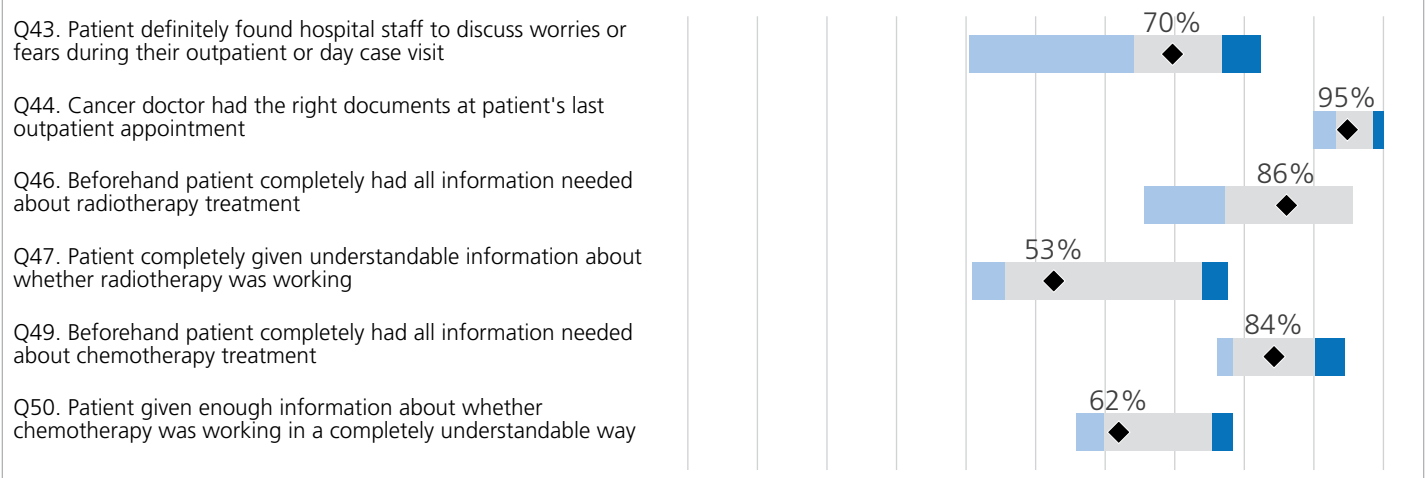 Q43. Patient definitely found hospital staff to discuss worries or
fears during their outpatient or day case visit
70%
Q44. Cancer doctor had the right documents at patient's last
outpatient appointment
95%
Q46. Beforehand patient completely had all information needed
about radiotherapy treatment
86%
Q47. Patient completely given understandable information about
whether radiotherapy was working
53%
Q49. Beforehand patient completely had all information needed
about chemotherapy treatment
84%
Q50. Patient given enough information about whether
chemotherapy was working in a completely understandable way
62%